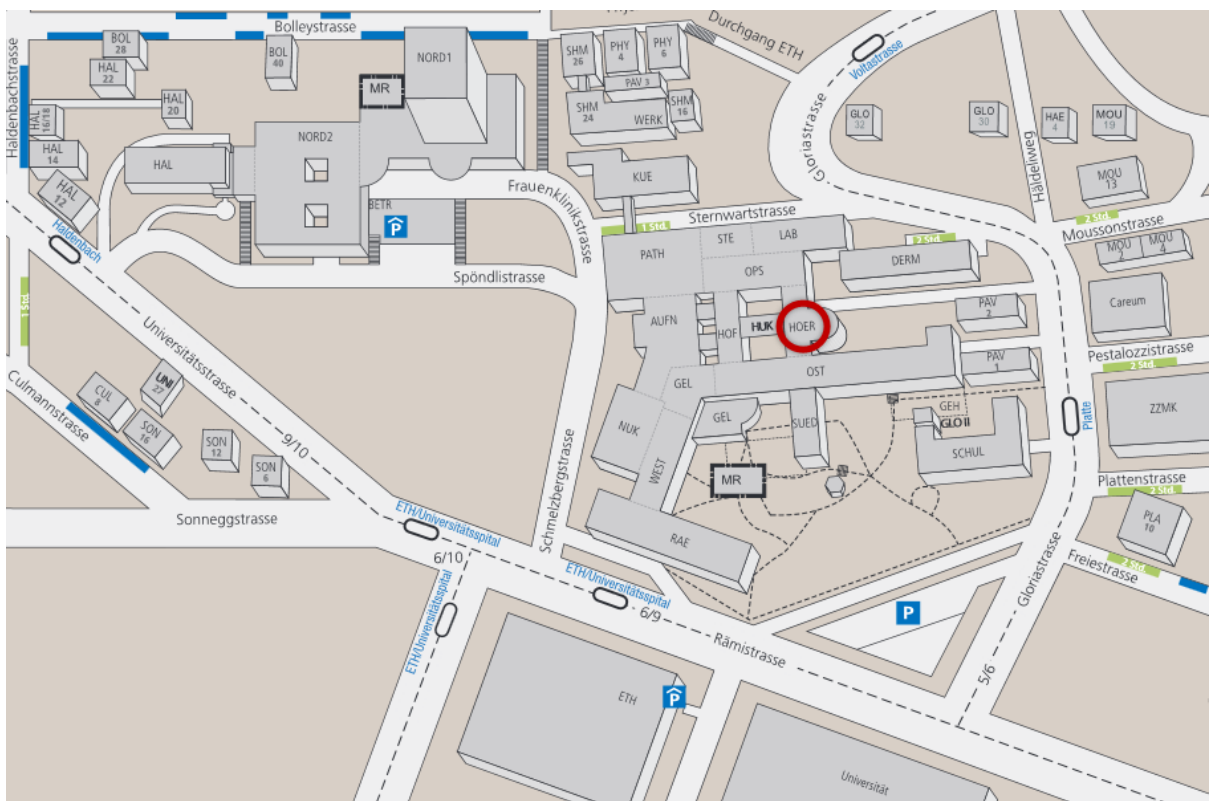 Bolleystrasse
Durchgang ETH
BOL
28
HAL
22
BOL
40
NORD1
SHM
26
PHY
4
PHY
6
Voltastrasse
Haldenbachstrasse
HAL
20
MR
PAV 3
SHM
24
WERK
SHM
16
Gloriastrasse
GLO
32
GLO
30
HAE
4
MOU
19
HAL
16/18
HAL
14
HAL
NORD2
Häldeliweg
HAL
12
KUE
MOU
13
BETR
P
Frauenklinikstrasse
Sternwartstrasse
1 Std.
2 Std.
Moussonstrasse
Haldenbach
PATH
STE
LAB
2 Std.
MOU
2
MOU
4
Spöndlistrasse
OPS
DERM
1 Std.
Universitätsstrasse
AUFN
HOF
HUK
HOER
PAV
2
Careum
Pestalozzistrasse
2 Std.
Culmannstrasse
UNI
27
CUL
8
GEL
OST
PAV
1
SON
16
SON
12
SON
6
9/10
NUK
GEL
SUED
GEH
GLO II
SCHUL
Platte
ZZMK
WEST
MR
Plattenstrasse
2 Std.
Sonneggstrasse
ETH/Universitätsspital
Schmelzbergstrasse
RAE
PLA
10
6/10
ETH/Universitätsspital
ETH/Universitätsspital
6/9
Gloriastrasse
Freiestrasse
2 Std.
P
Rämistrasse
5/6
ETH
P
Universität